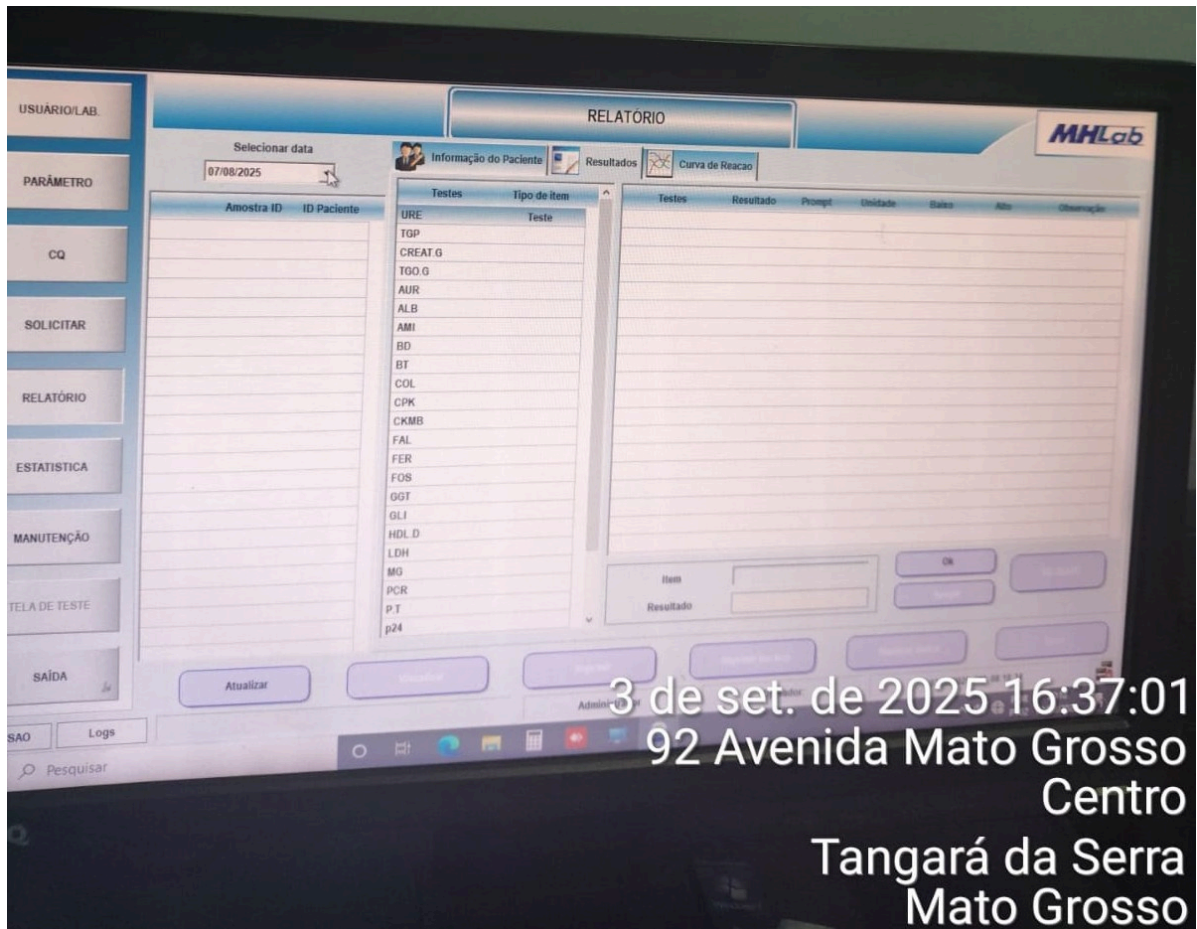 RELATÓRIO
MHLab
USUÁRIO/LAB.
PARÂMETRO
CQ
SOLICITAR
RELATÓRIO
ESTATISTICA
MANUTENÇÃO
TELA DE TESTE
SAÍDA
SAO
Logs
Pesquisar
Selecionar data
07/08/2025
Amostra ID ID Paciente
Informação do Paciente Resultados Curva de Reacao
Testes Tipo de item
URE Teste
TGP
CREAT.G
TGO.G
AUR
ALB
AMI
BD
BT
COL
CPK
CKMB
FAL
FER
FOS
GGT
GLI
HDL.D
LDH
MG
PCR
P.T
p24
Testes Resultado Prompt Unidade Baixo Alto Observação
Item
Resultado
Ok
Atualizar
3 de set. de 2025 16:37:01
92 Avenida Mato Grosso
Centro
Tangará da Serra
Mato Grosso